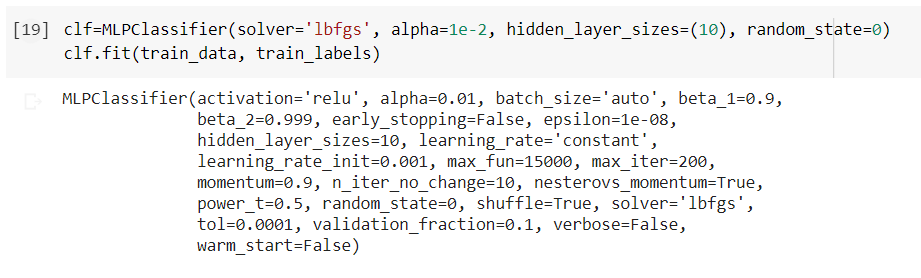 [19] clf=MLPClassifier(solver='lbfgs', alpha=1e-2, hidden_layer_sizes=(10), random_state=0)
clf.fit(train_data, train_labels)
MLPClassifier(activation='relu', alpha=0.01, batch_size='auto', beta_1=0.9,
beta_2=0.999, early_stopping=False, epsilon=1e-08,
hidden_layer_sizes=10, learning_rate='constant',
learning_rate_init=0.001, max_fun=15000, max_iter=200,
momentum=0.9, n_iter_no_change=10, nesterovs_momentum=True,
power_t=0.5, random_state=0, shuffle=True, solver='lbfgs',
tol=0.0001, validation_fraction=0.1, verbose=False,
warm_start=False)